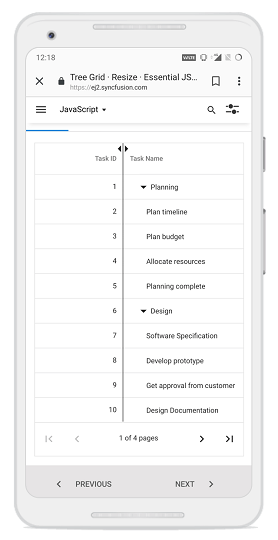 12:18
VoLTE
Tree Grid · Resize · Essential JS...
https://ej2.syncfusion.com
JavaScript
Task ID Task Name
1 Planning
2 Plan timeline
3 Plan budget
4 Allocate resources
5 Planning complete
6 Design
7 Software Specification
8 Develop prototype
9 Get approval from customer
10 Design Documentation
1 of 4 pages
PREVIOUS NEXT